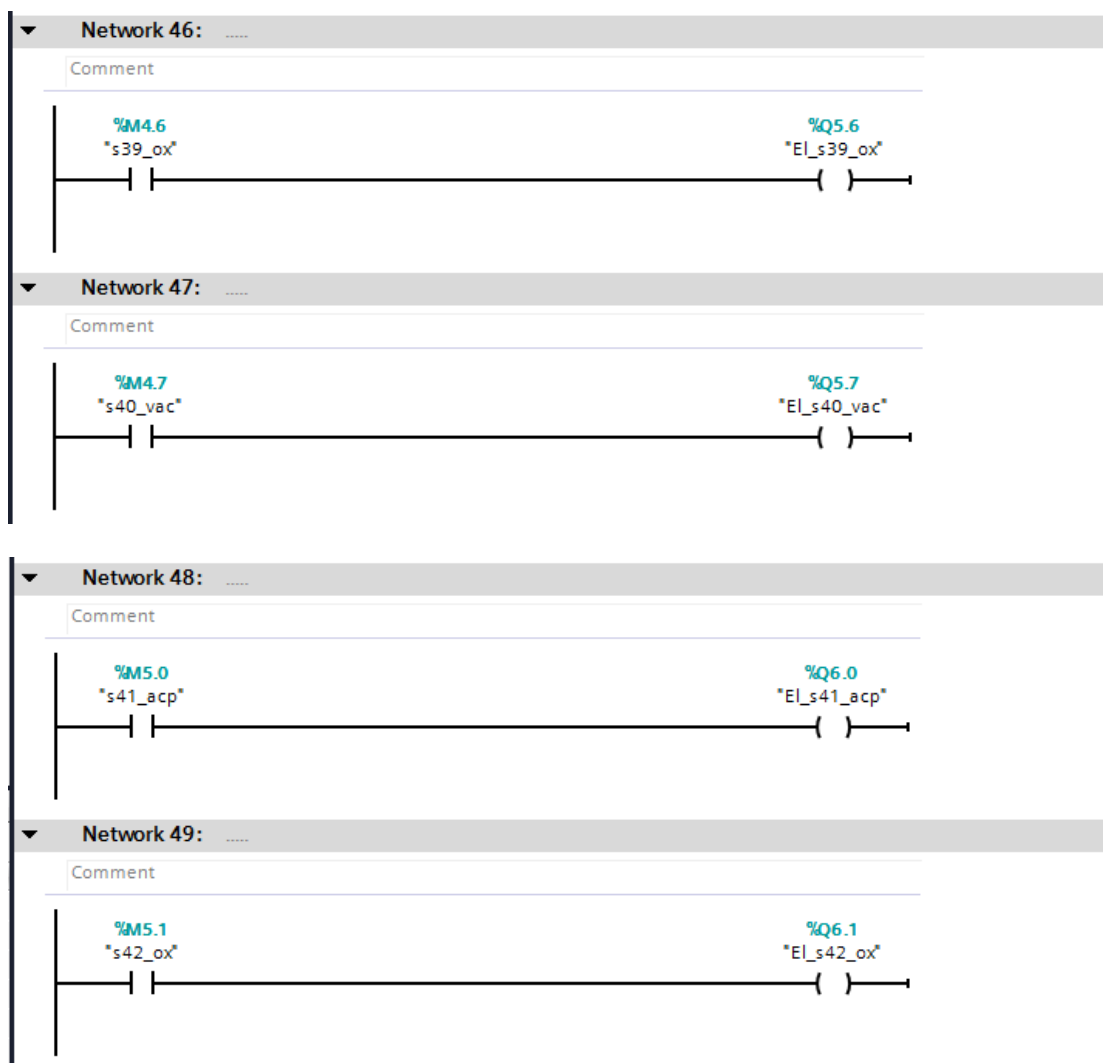 Network 46: .....
Comment
%M4.6 %Q5.6
"s39_ox" "El_s39_ox"
Network 47: .....
Comment
%M4.7 %Q5.7
"s40_vac" "El_s40_vac"
Network 48: .....
Comment
%M5.0 %Q6.0
"s41_acp" "El_s41_acp"
Network 49: .....
Comment
%M5.1 %Q6.1
"s42_ox" "El_s42_ox"